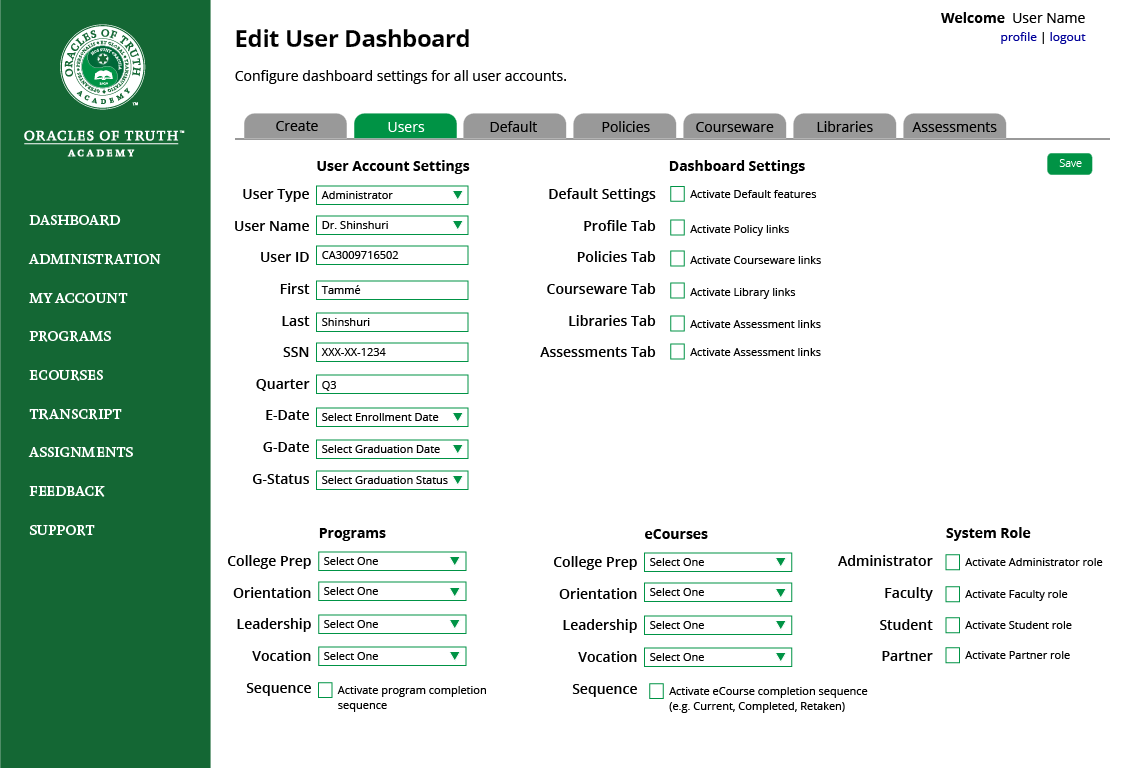 Welcome User Name
profile | logout
ORACLES OF TRUTH
ACADEMY
ORACLES OF TRUTH™
ACADEMY
DASHBOARD
ADMINISTRATION
MY ACCOUNT
PROGRAMS
ECOURSES
TRANSCRIPT
ASSIGNMENTS
FEEDBACK
SUPPORT
Edit User Dashboard
Configure dashboard settings for all user accounts.
Create Users Default Policies Courseware Libraries Assessments
Save
User Account Settings
User Type Administrator
User Name Dr. Shinshuri
User ID CA3009716502
First Tammé
Last Shinshuri
SSN XXX-XX-1234
Quarter Q3
E-Date Select Enrollment Date
G-Date Select Graduation Date
G-Status Select Graduation Status
Dashboard Settings
Default Settings Activate Default features
Profile Tab Activate Policy links
Policies Tab Activate Courseware links
Courseware Tab Activate Library links
Libraries Tab Activate Assessment links
Assessments Tab Activate Assessment links
Programs
College Prep Select One
Orientation Select One
Leadership Select One
Vocation Select One
Sequence Activate program completion
sequence
eCourses
College Prep Select One
Orientation Select One
Leadership Select One
Vocation Select One
Sequence Activate eCourse completion sequence
(e.g. Current, Completed, Retaken)
System Role
Administrator Activate Administrator role
Faculty Activate Faculty role
Student Activate Student role
Partner Activate Partner role